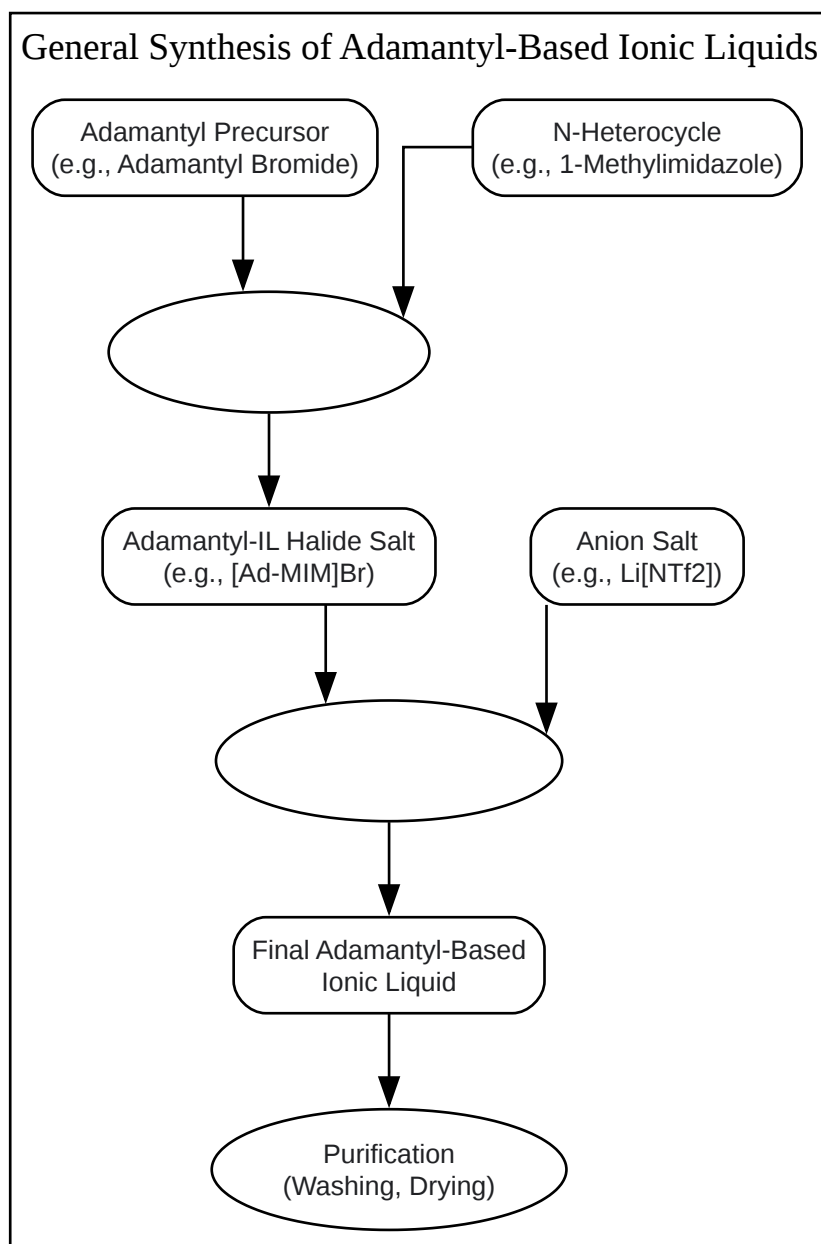 General Synthesis of Adamantyl-Based Ionic Liquids
Adamantyl Precursor
(e.g., Adamantyl Bromide)
N-Heterocycle
(e.g., 1-Methylimidazole)
Adamantyl-IL Halide Salt
(e.g., [Ad-MIM]Br)
Anion Salt
(e.g., Li[NTf2])
Final Adamantyl-Based
Ionic Liquid
Purification
(Washing, Drying)